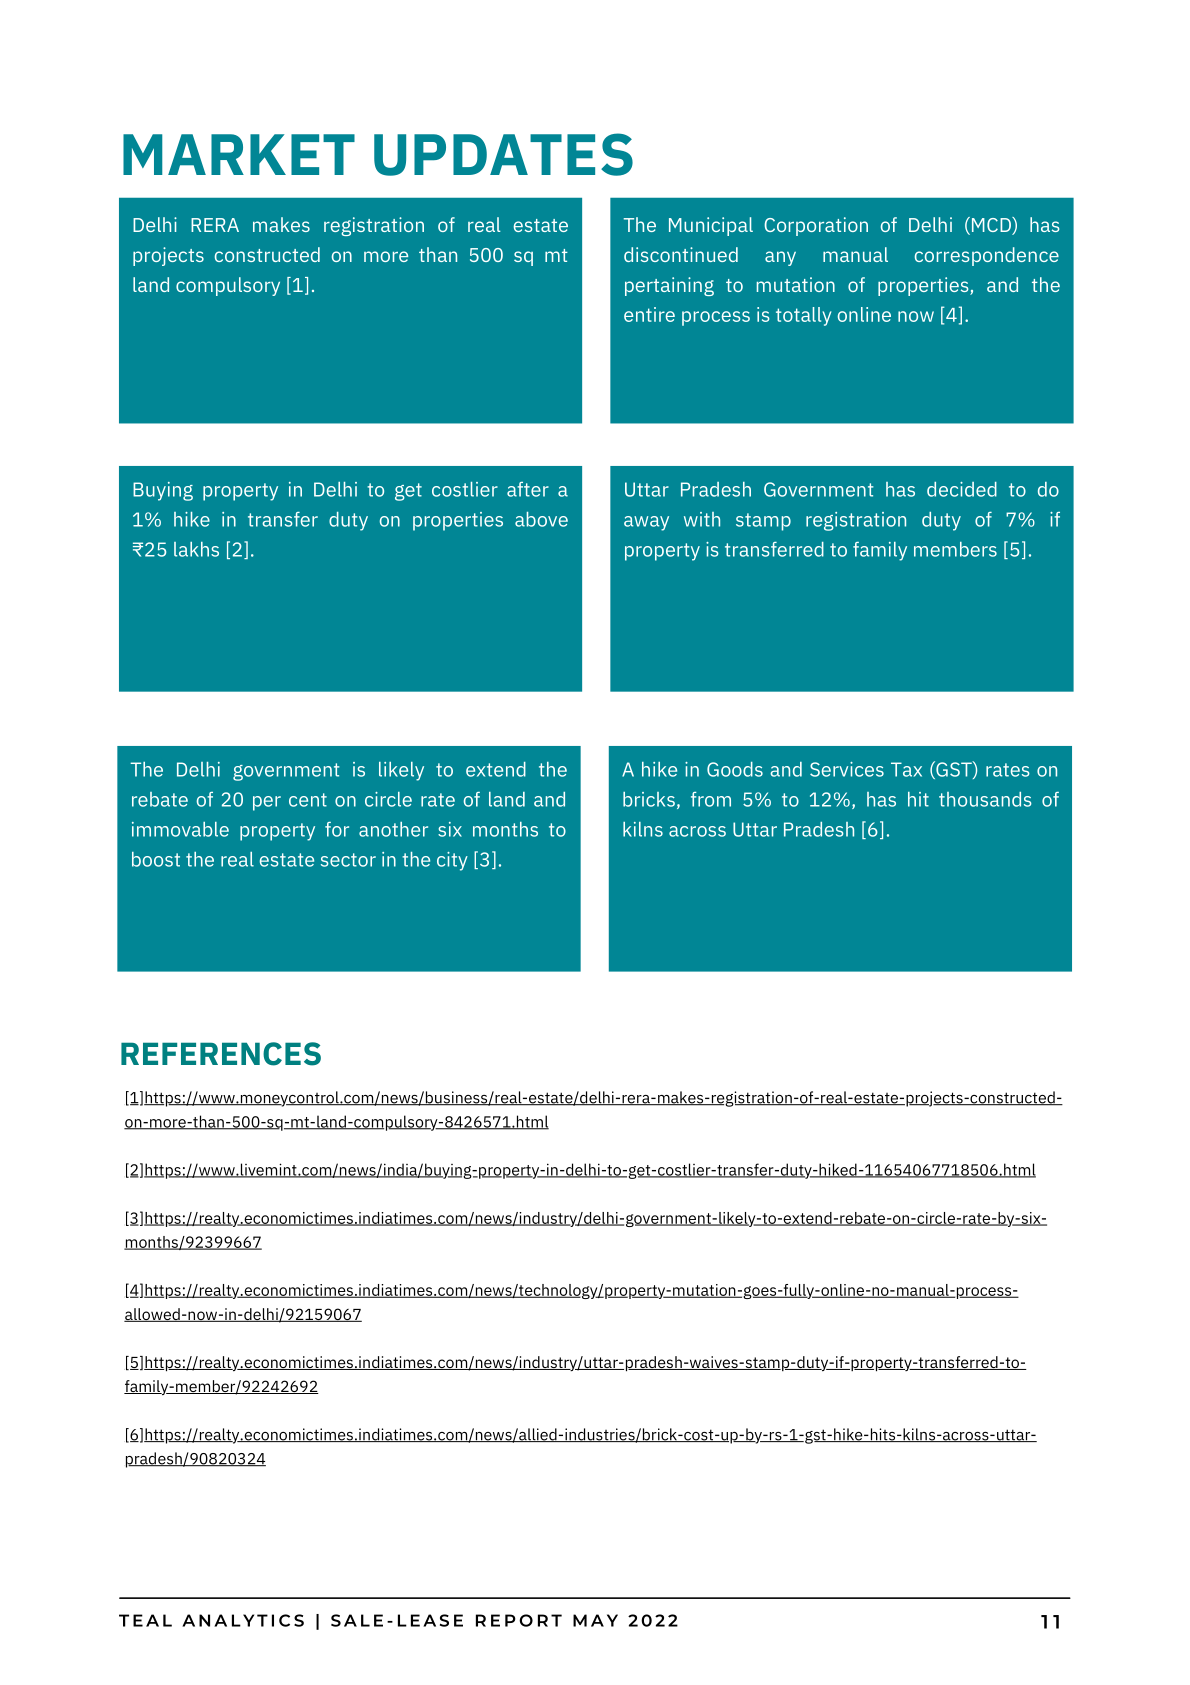 MARKET UPDATES
Delhi RERA makes registration of real estate
projects constructed on more than 500 sq mt
land compulsory [1].
The Municipal Corporation of Delhi (MCD) has
discontinued any manual correspondence
pertaining to mutation of properties, and the
entire process is totally online now [4].
Buying property in Delhi to get costlier after a
1% hike in transfer duty on properties above
₹25 lakhs [2].
Uttar Pradesh Government has decided to do
away with stamp registration duty of 7% if
property is transferred to family members [5].
The Delhi government is likely to extend the
rebate of 20 per cent on circle rate of land and
immovable property for another six months to
boost the real estate sector in the city [3].
A hike in Goods and Services Tax (GST) rates on
bricks, from 5% to 12%, has hit thousands of
kilns across Uttar Pradesh [6].
REFERENCES
[1]https://www.moneycontrol.com/news/business/real-estate/delhi-rera-makes-registration-of-real-estate-projects-constructed-
on-more-than-500-sq-mt-land-compulsory-8426571.html
[2]https://www.livemint.com/news/india/buying-property-in-delhi-to-get-costlier-transfer-duty-hiked-11654067718506.html
[3]https://realty.economictimes.indiatimes.com/news/industry/delhi-government-likely-to-extend-rebate-on-circle-rate-by-six-
months/92399667
[4]https://realty.economictimes.indiatimes.com/news/technology/property-mutation-goes-fully-online-no-manual-process-
allowed-now-in-delhi/92159067
[5]https://realty.economictimes.indiatimes.com/news/industry/uttar-pradesh-waives-stamp-duty-if-property-transferred-to-
family-member/92242692
[6]https://realty.economictimes.indiatimes.com/news/allied-industries/brick-cost-up-by-rs-1-gst-hike-hits-kilns-across-uttar-
pradesh/90820324
TEAL ANALYTICS | SALE-LEASE REPORT MAY 2022
11